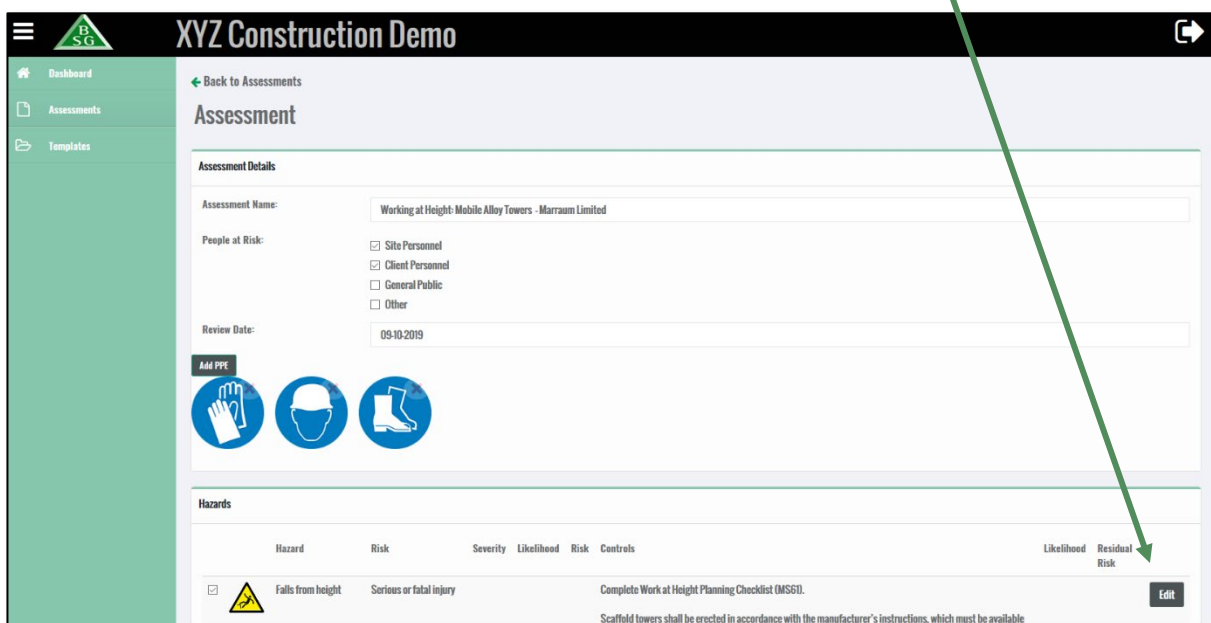 B
SG
XYZ Construction Demo
Dashboard
Back to Assessments
Assessments
Assessment
Templates
Assessment Details
Assessment Name:
Working at Height: Mobile Alloy Towers - Marraum Limited
People at Risk:
Site Personnel
Client Personnel
General Public
Other
Review Date:
09-10-2019
Add PPE
Hazards
Hazard Risk Severity Likelihood Risk Controls Likelihood Residual
Risk
Falls from height Serious or fatal injury Complete Work at Height Planning Checklist (MS61). Edit
Scaffold towers shall be erected in accordance with the manufacturer's instructions, which must be available